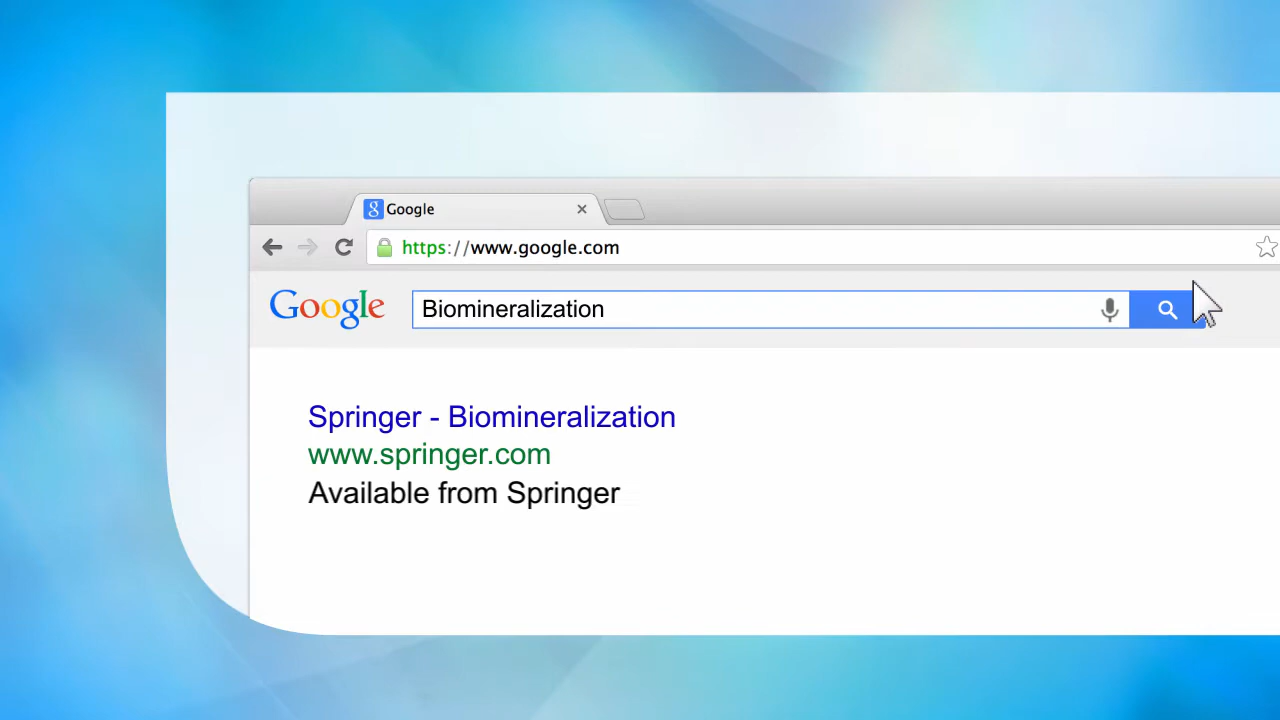 Google
https://www.google.com
Google
Biomineralization
Springer - Biomineralization
www.springer.com
Available from Springer